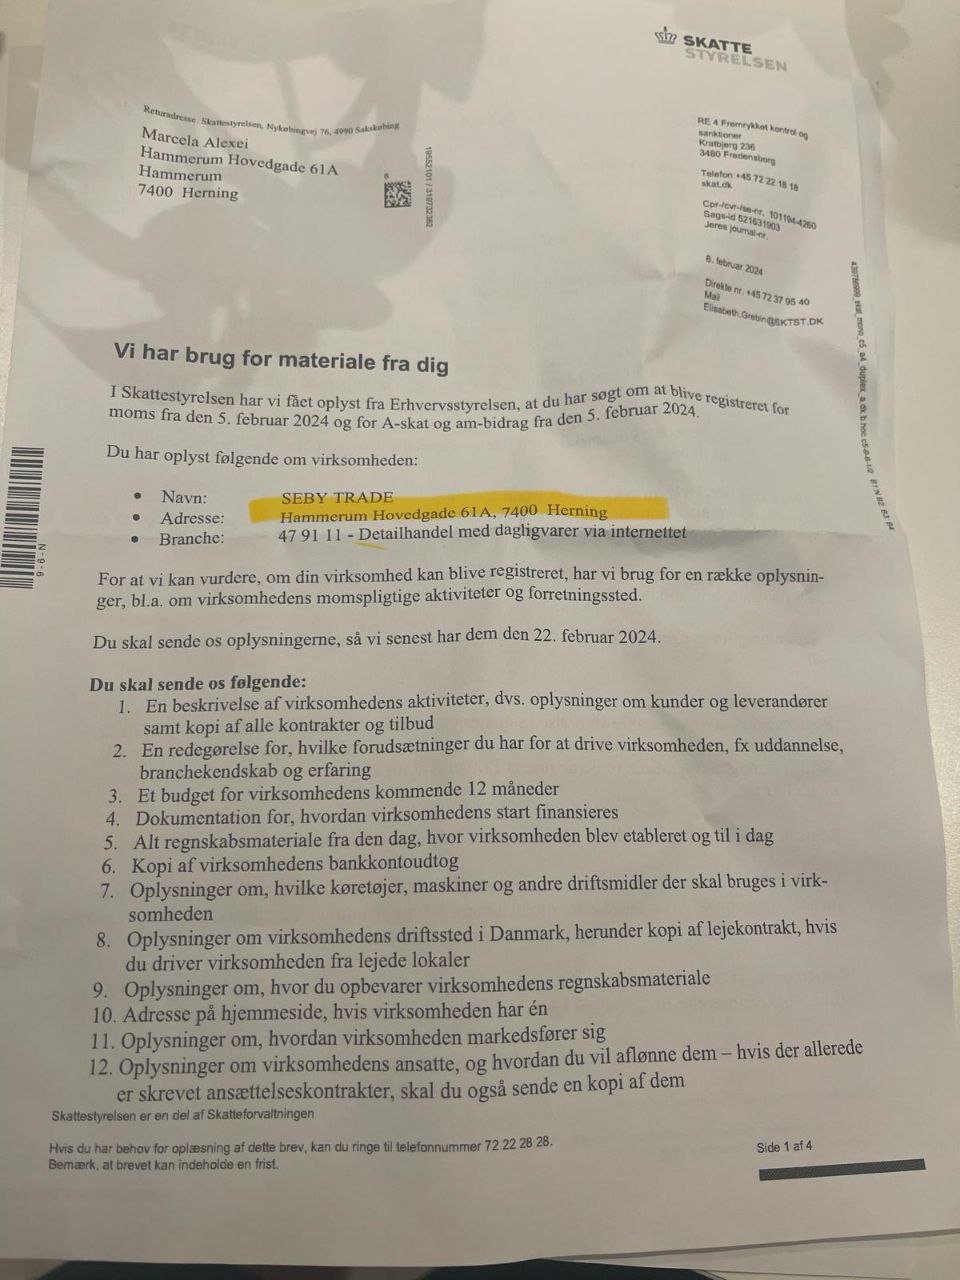 SKATTE
STYRELSEN
Returadresse: Skattestyrelsen, Nykøbingvej 76, 4990 Sakskøbing
Marcela Alexei
Hammerum Hovedgade 61A
Hammerum
7400 Herning
6
19552101 / 319732362
RE 4 Fremrykket kontrol og
sanktioner
Kratbjerg 236
3480 Fredensborg
Telefon +45 72 22 18 18
skat.dk
Cpr-/cvr-/se-nr. 101194-4260
Sags-id 521631903
Jeres journal-nr.
8. februar 2024
Direkte nr. +45 72 37 95 40
Mail
Elisabeth.Grebin@SKTST.DK
Vi har brug for materiale fra dig
I Skattestyrelsen har vi fået oplyst fra Erhvervsstyrelsen, at du har søgt om at blive registreret for
moms fra den 5. februar 2024 og for A-skat og am-bidrag fra den 5. februar 2024.
Du har oplyst følgende om virksomheden:
• Navn: SEBY TRADE
• Adresse: Hammerum Hovedgade 61A, 7400 Herning
• Branche: 47 91 11 - Detailhandel med dagligvarer via internettet
N-9-6
For at vi kan vurdere, om din virksomhed kan blive registreret, har vi brug for en række oplysnin-
ger, bl.a. om virksomhedens momspligtige aktiviteter og forretningssted.
Du skal sende os oplysningerne, så vi senest har dem den 22. februar 2024.
Du skal sende os følgende:
1. En beskrivelse af virksomhedens aktiviteter, dvs. oplysninger om kunder og leverandører
samt kopi af alle kontrakter og tilbud
2. En redegørelse for, hvilke forudsætninger du har for at drive virksomheden, fx uddannelse,
branchekendskab og erfaring
3. Et budget for virksomhedens kommende 12 måneder
4. Dokumentation for, hvordan virksomhedens start finansieres
5. Alt regnskabsmateriale fra den dag, hvor virksomheden blev etableret og til i dag
6. Kopi af virksomhedens bankkontoudtog
7. Oplysninger om, hvilke køretøjer, maskiner og andre driftsmidler der skal bruges i virk-
somheden
8. Oplysninger om virksomhedens driftssted i Danmark, herunder kopi af lejekontrakt, hvis
du driver virksomheden fra lejede lokaler
9. Oplysninger om, hvor du opbevarer virksomhedens regnskabsmateriale
10. Adresse på hjemmeside, hvis virksomheden har én
11. Oplysninger om, hvordan virksomheden markedsfører sig
12. Oplysninger om virksomhedens ansatte, og hvordan du vil aflønne dem – hvis der allerede
er skrevet ansættelseskontrakter, skal du også sende en kopi af dem
Skattestyrelsen er en del af Skatteforvaltningen
Hvis du har behov for oplæsning af dette brev, kan du ringe til telefonnummer 72 22 28 28.
Bemærk, at brevet kan indeholde en frist.
Side 1 af 4